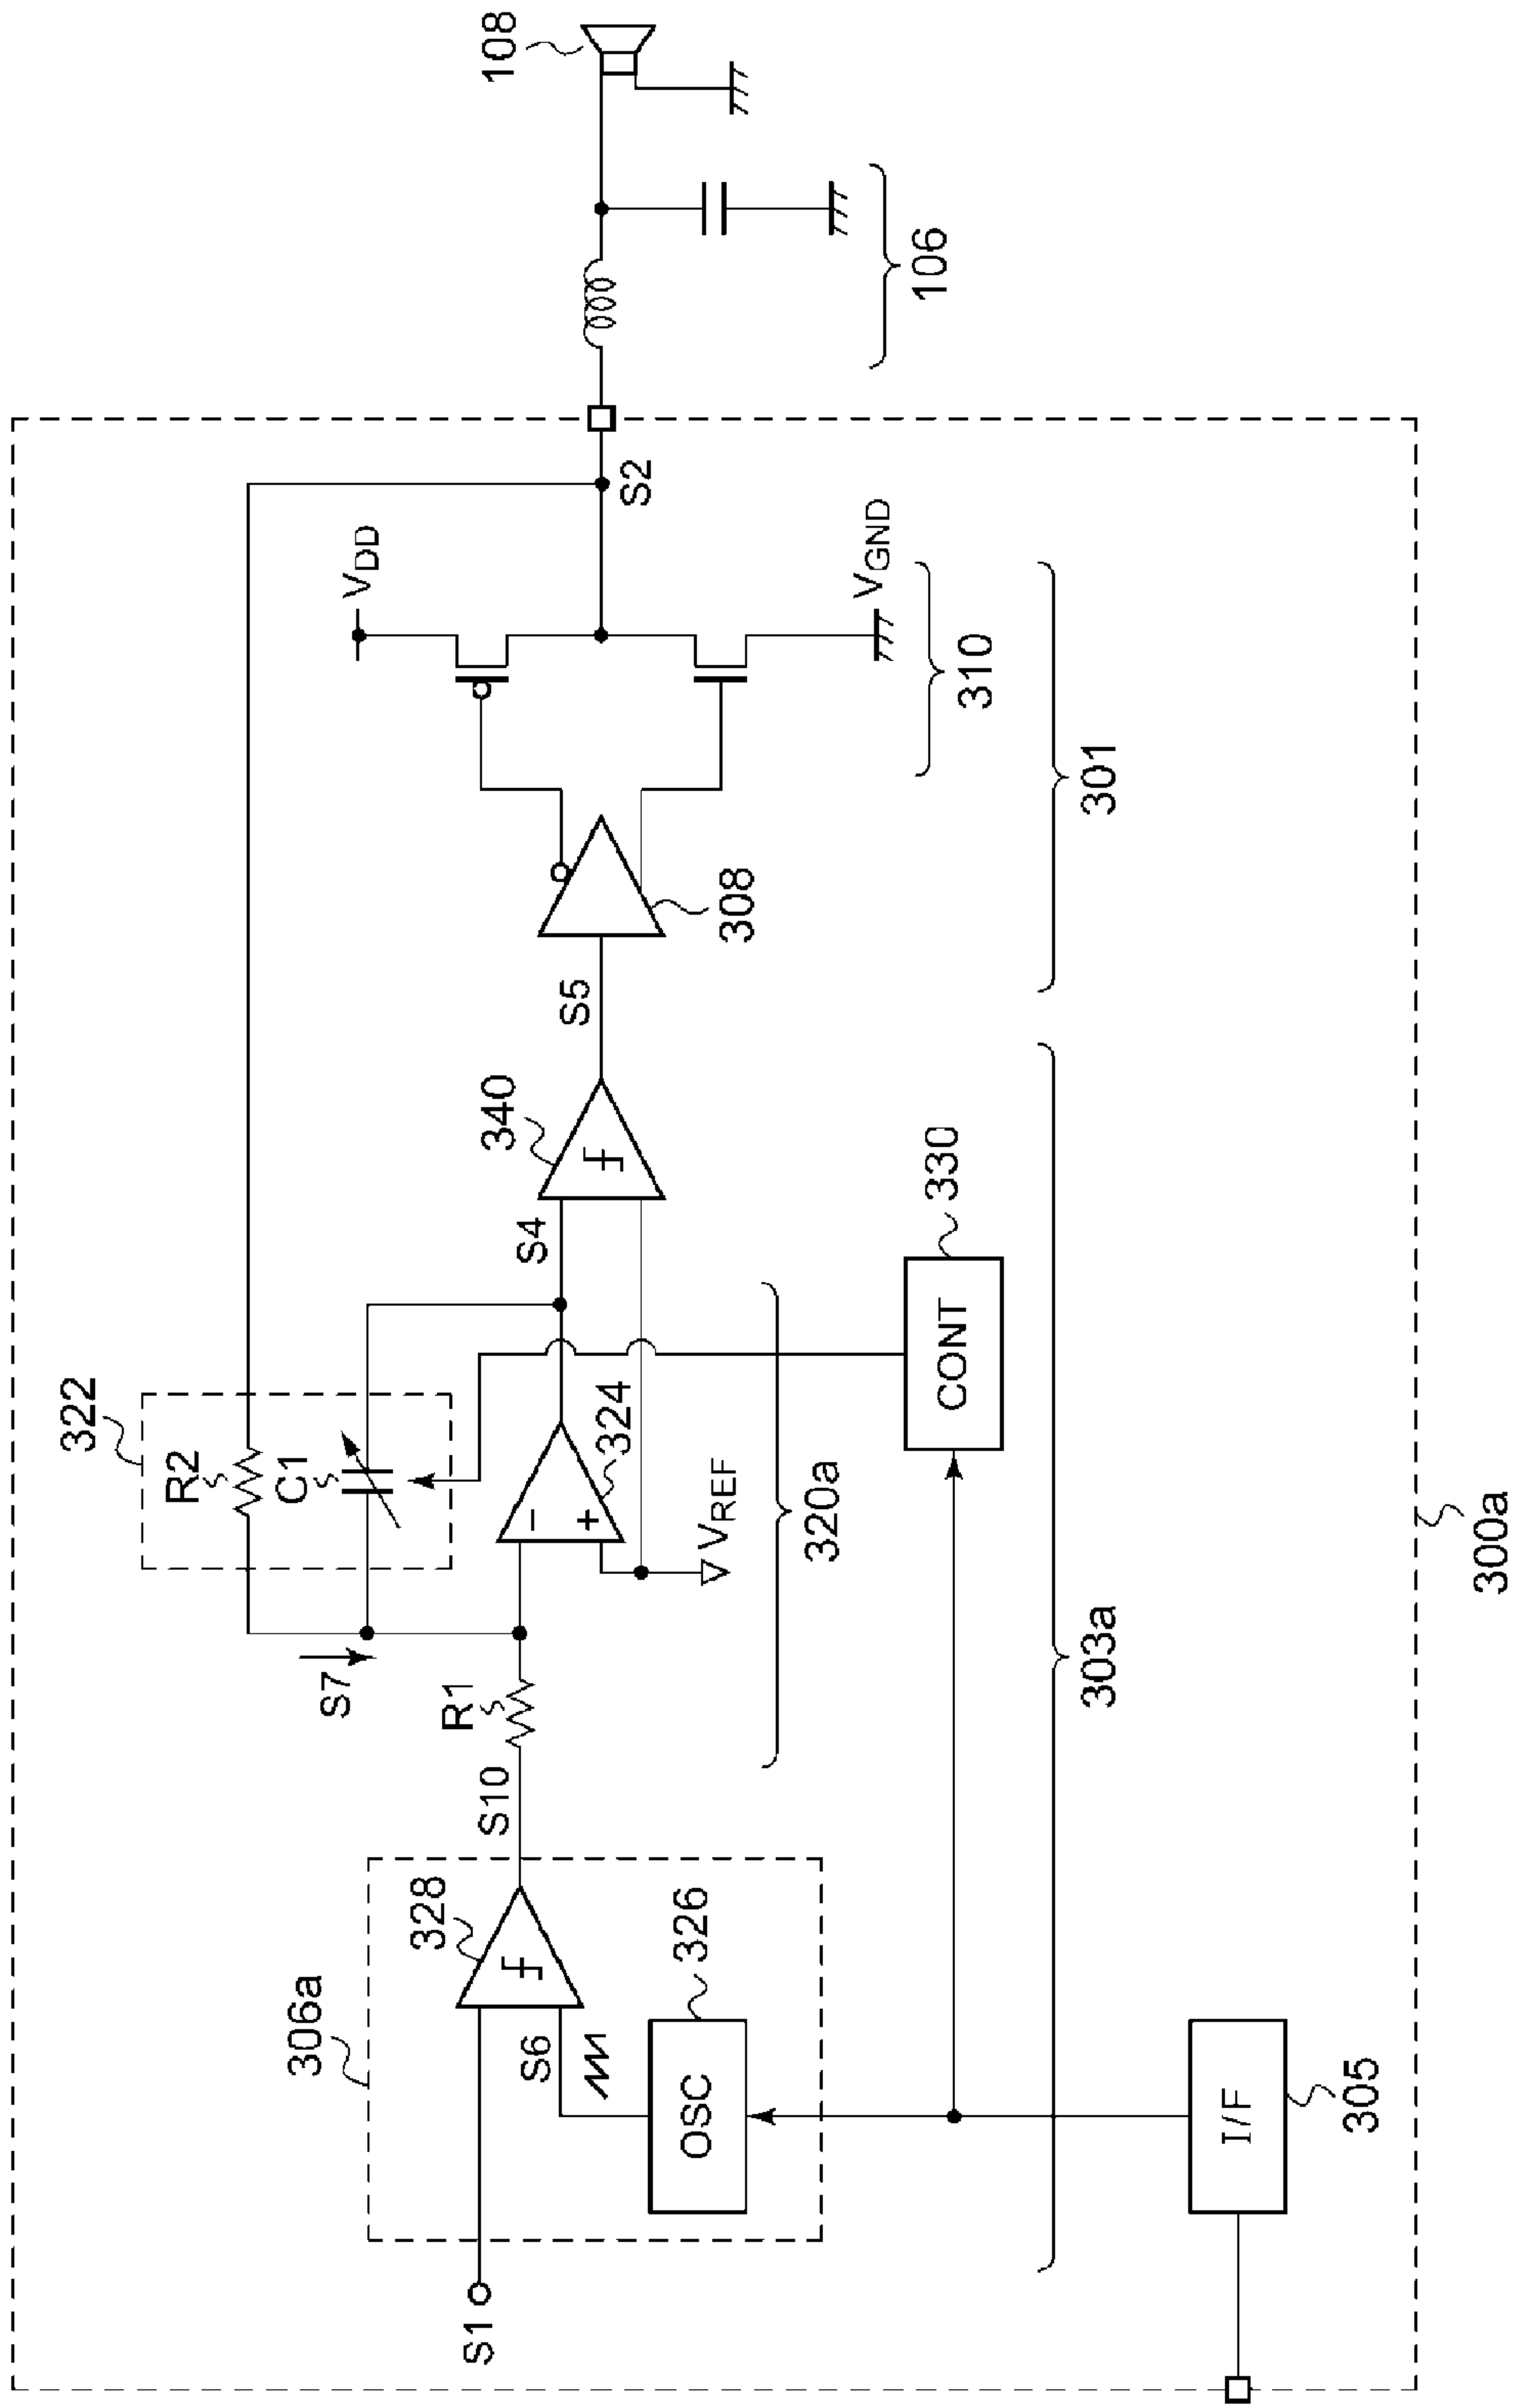 300a
322
R2
C1
S7
R1
S10
306a
328
S1
S6
OSC
326
324
−
+
VREF
320a
S4
340
S5
308
VDD
VGND
310
301
S2
106
108
CONT
330
303a
I/F
305